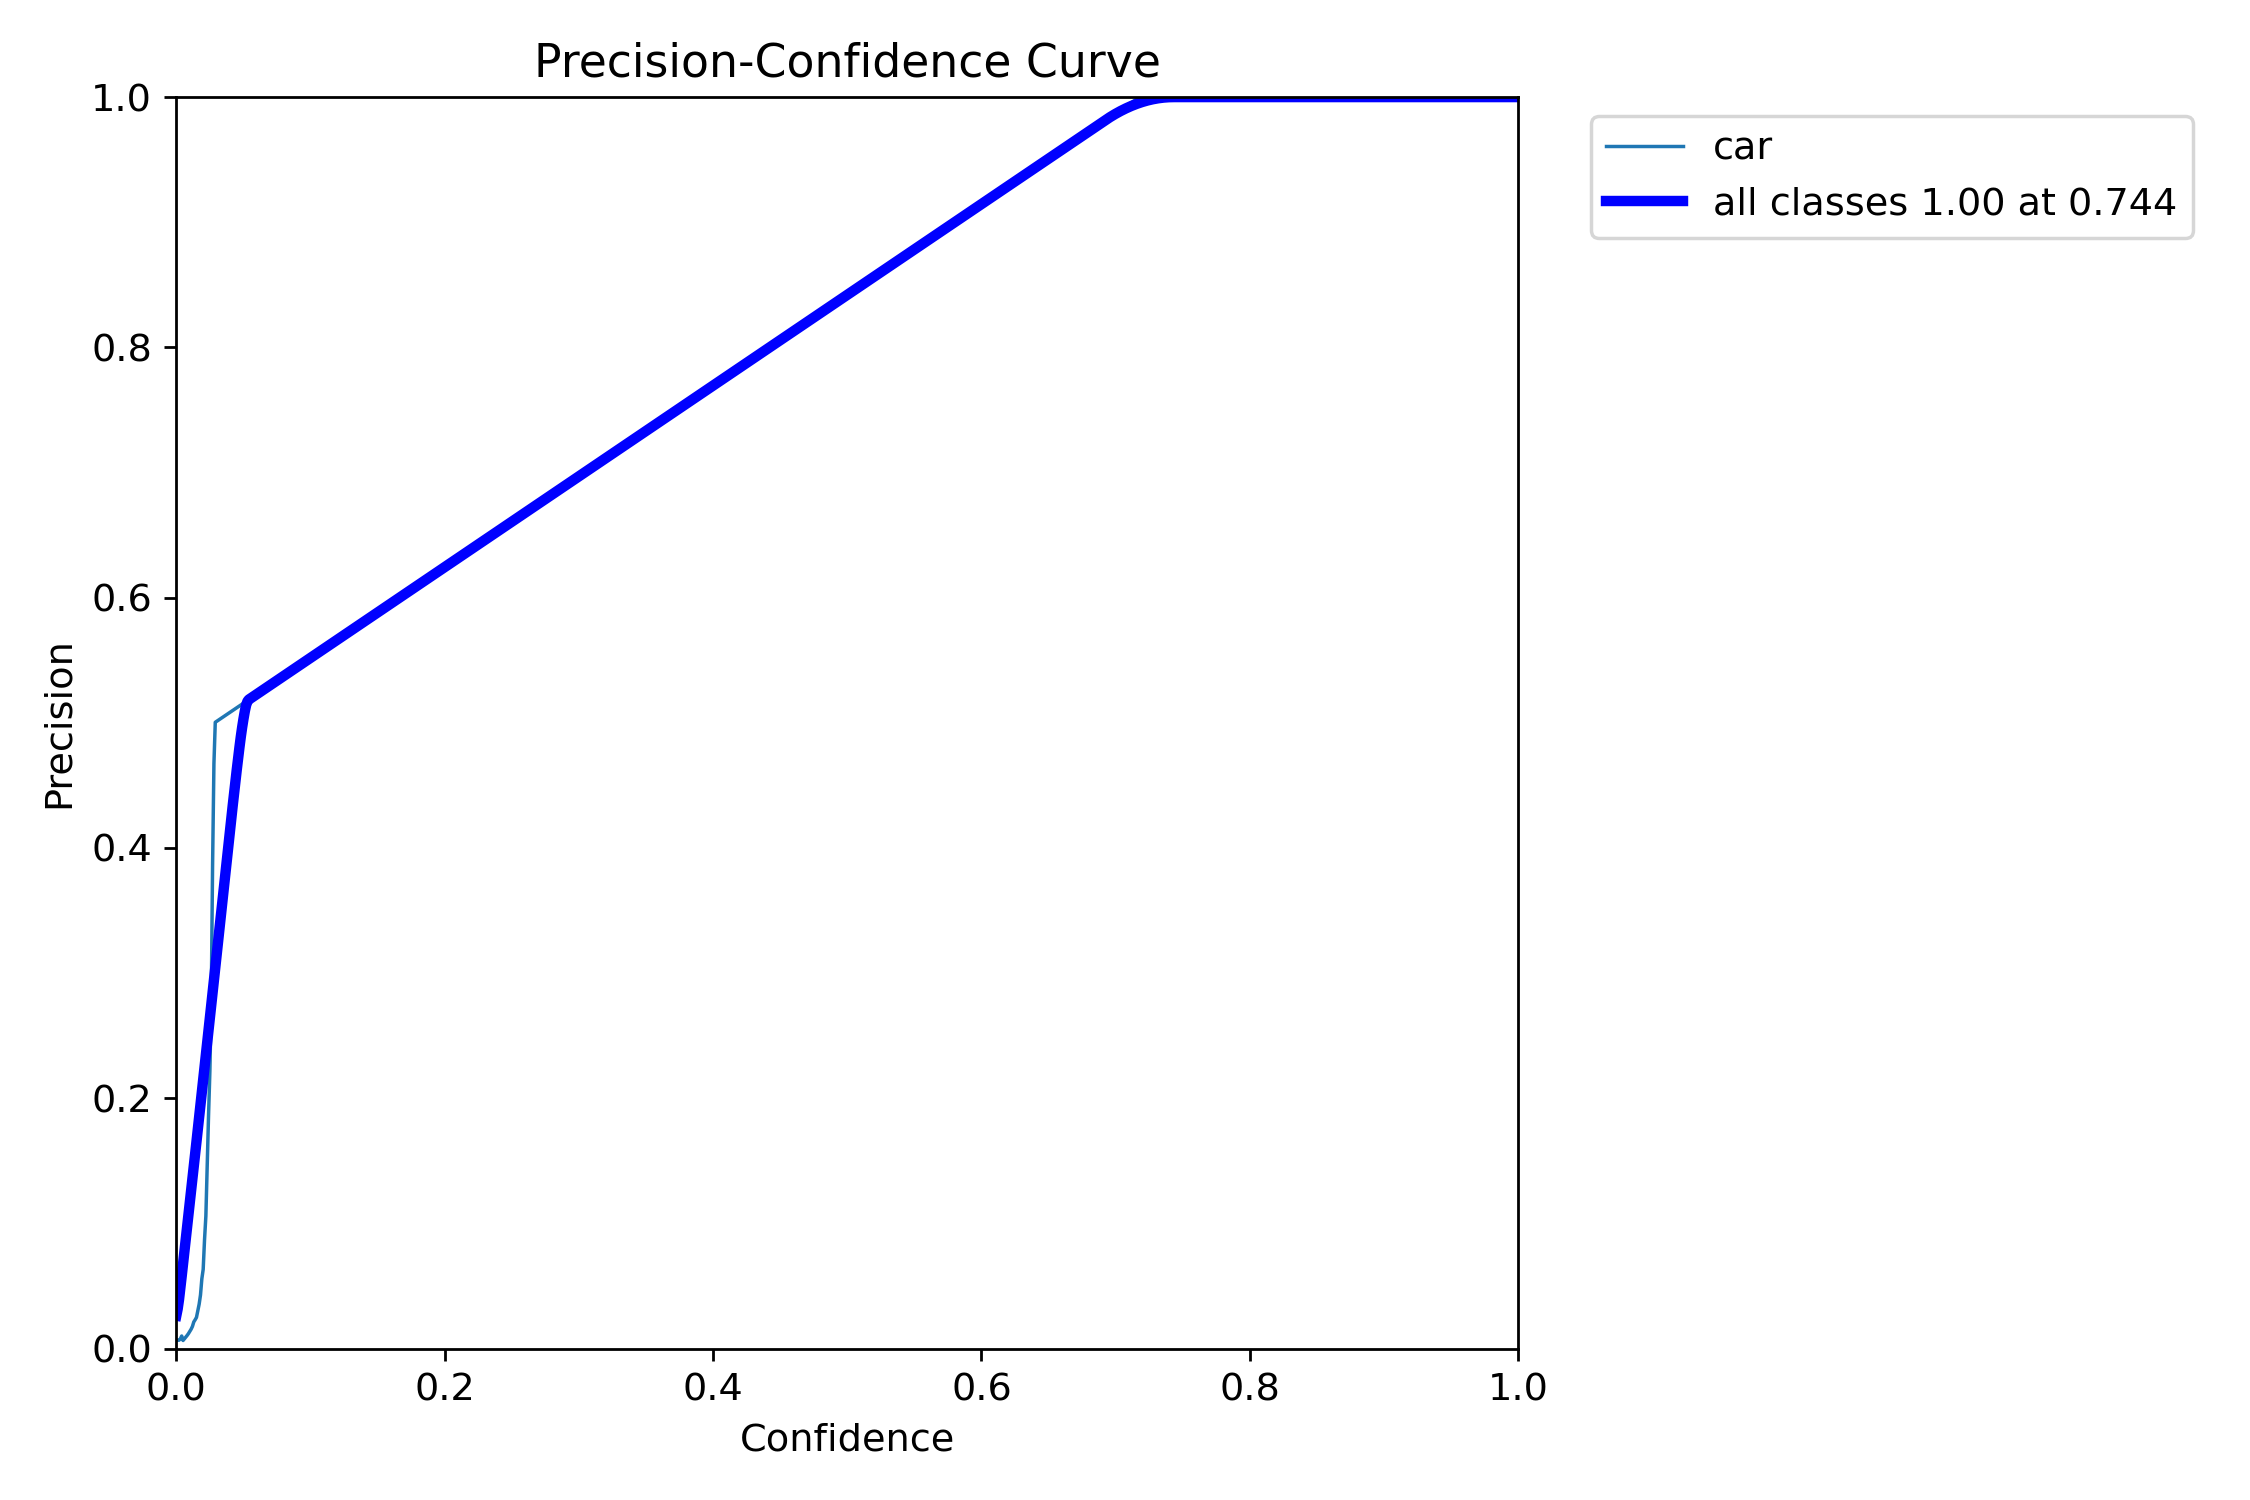 Precision-Confidence Curve
car
all classes 1.00 at 0.744
1.0
0.8
0.6
0.4
0.2
0.0
Precision
0.0 0.2 0.4 0.6 0.8 1.0
Confidence